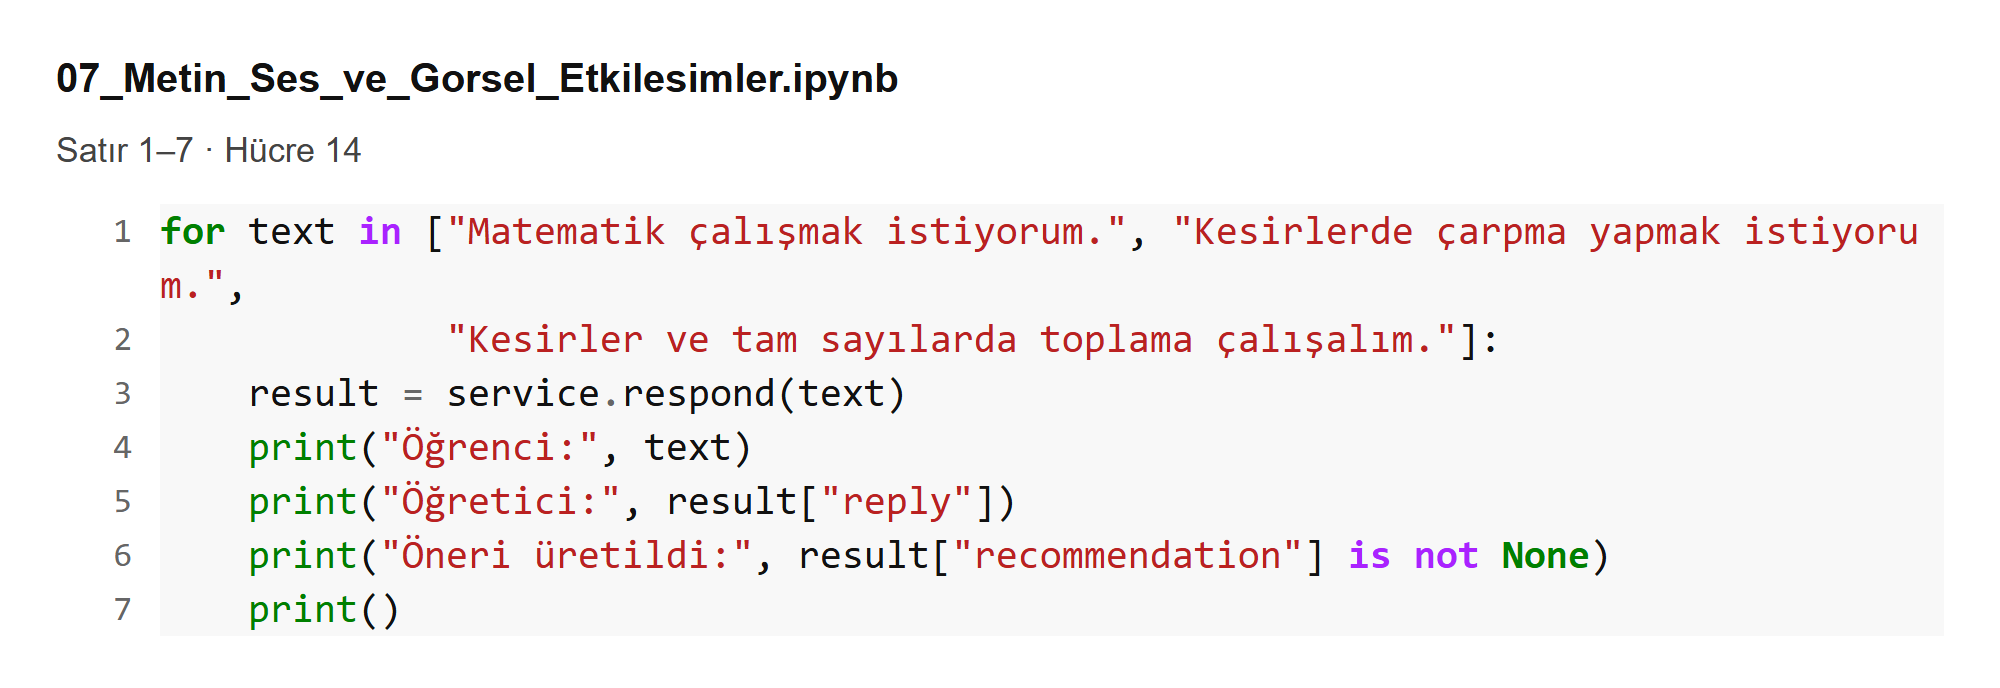 07_Metin_Ses_ve_Gorsel_Etkilesimler.ipynb
Satır 1–7 · Hücre 14
1 for text in ["Matematik çalışmak istiyorum.", "Kesirlerde çarpma yapmak istiyoru
m.",
2              "Kesirler ve tam sayılarda toplama çalışalım."]:
3     result = service.respond(text)
4     print("Öğrenci:", text)
5     print("Öğretici:", result["reply"])
6     print("Öneri üretildi:", result["recommendation"] is not None)
7     print()